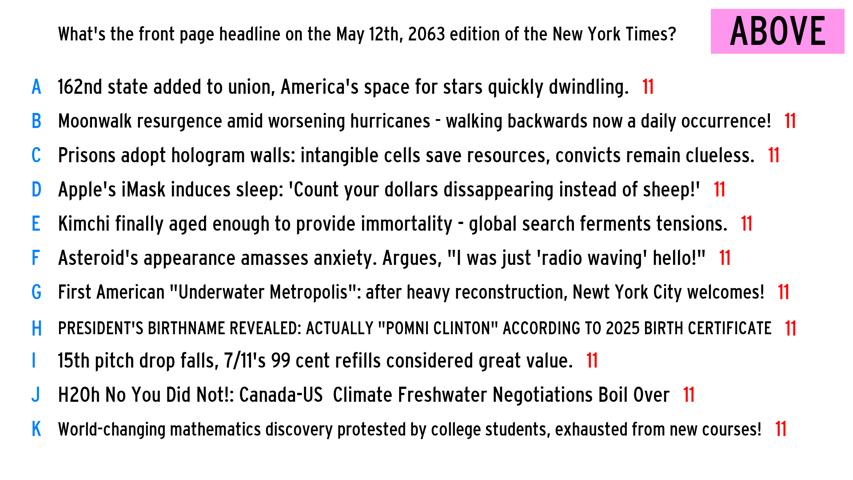 What's the front page headline on the May 12th, 2063 edition of the New York Times? ABOVE
A 162nd state added to union, America's space for stars quickly dwindling. 11
B Moonwalk resurgence amid worsening hurricanes - walking backwards now a daily occurrence! 11
C Prisons adopt hologram walls: intangible cells save resources, convicts remain clueless. 11
D Apple's iMask induces sleep: 'Count your dollars dissappearing instead of sheep!' 11
E Kimchi finally aged enough to provide immortality - global search ferments tensions. 11
F Asteroid's appearance amasses anxiety. Argues, "I was just 'radio waving' hello!" 11
G First American "Underwater Metropolis": after heavy reconstruction, Newt York City welcomes! 11
H PRESIDENT'S BIRTHNAME REVEALED: ACTUALLY "POMNI CLINTON" ACCORDING TO 2025 BIRTH CERTIFICATE 11
I 15th pitch drop falls, 7/11's 99 cent refills considered great value. 11
J H2Oh No You Did Not!: Canada-US Climate Freshwater Negotiations Boil Over 11
K World-changing mathematics discovery protested by college students, exhausted from new courses! 11